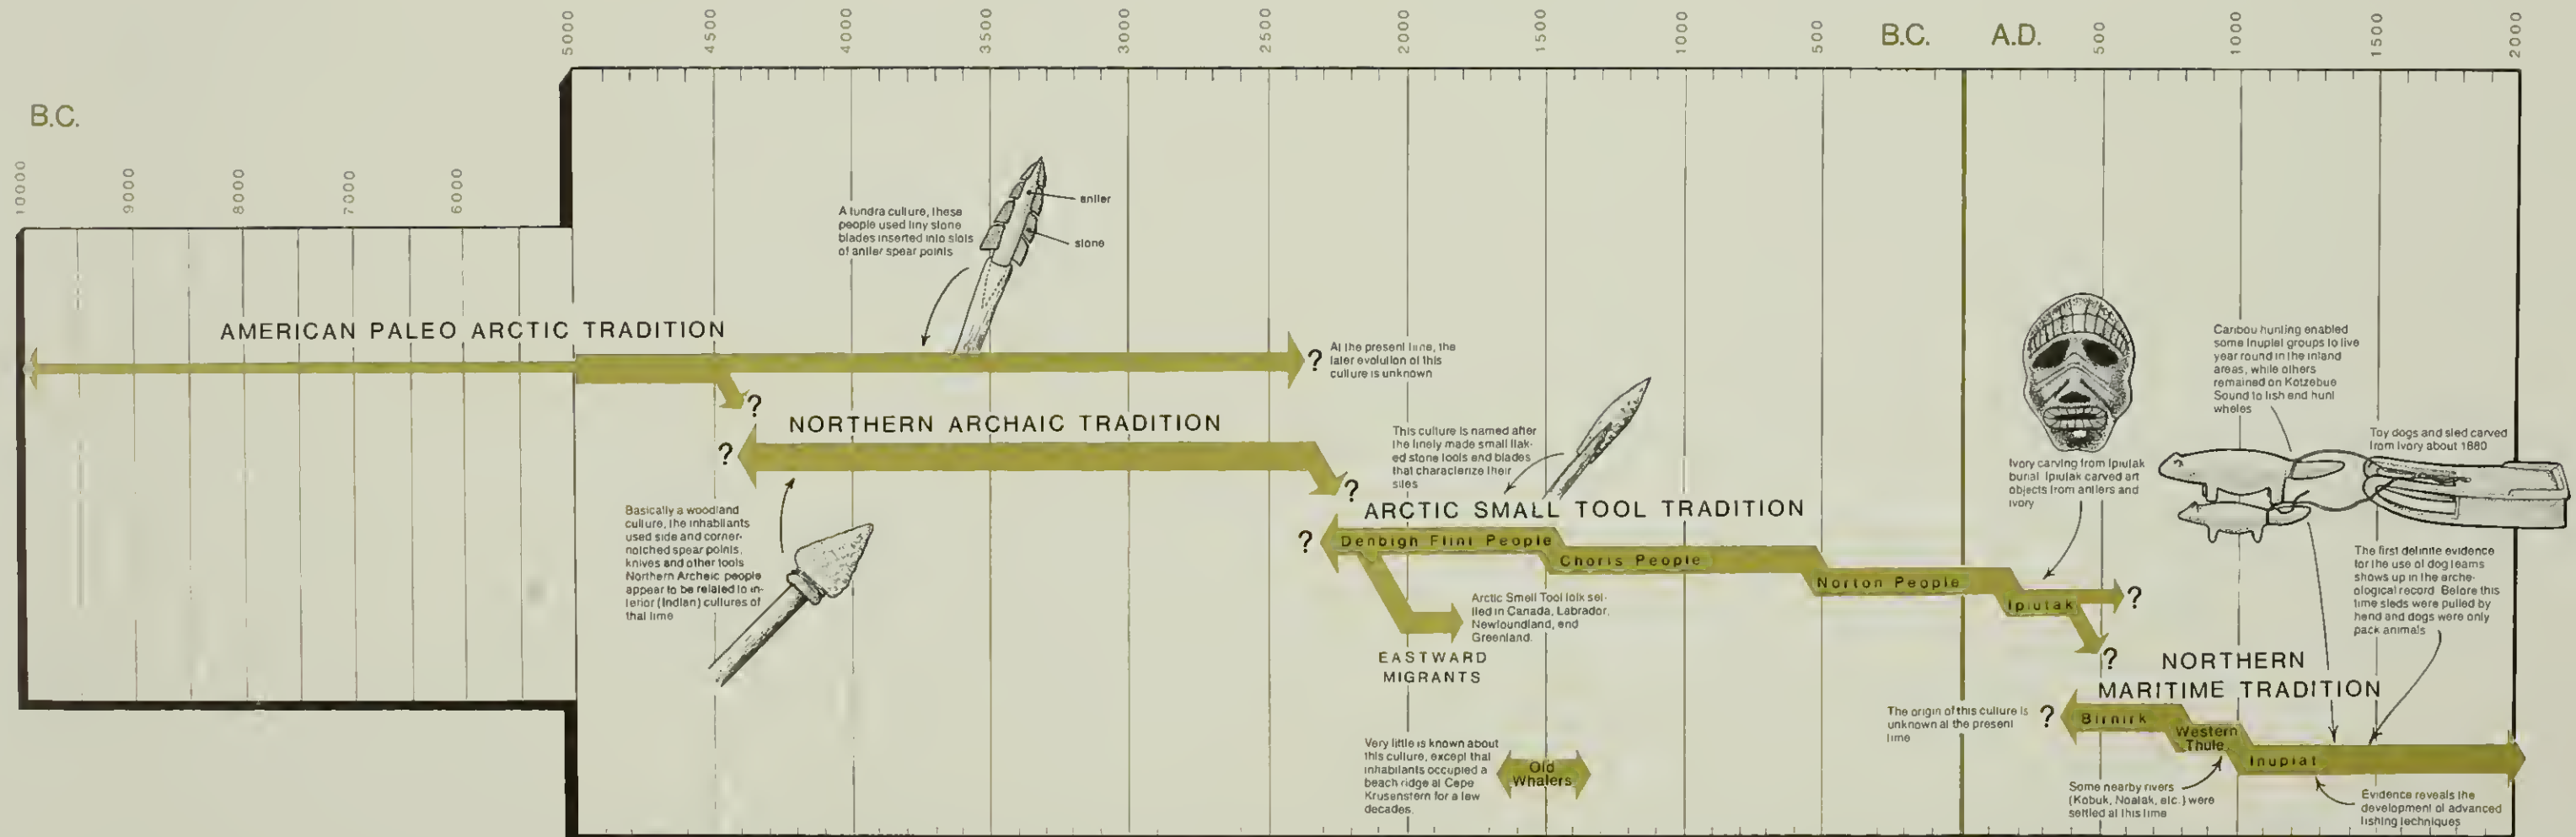 5000
4500
4000
3500
3000
2500
2000
1500
1000
500
B.C.
A.D.
500
1000
1500
2000
B.C.
10000
9000
8000
7000
6000
A tundra culture, these
people used tiny stone
blades inserted into slots
of antler spear points
antler
stone
AMERICAN PALEO ARCTIC TRADITION
?
At the present time, the
later evolution of this
culture is unknown
?
NORTHERN ARCHAIC TRADITION
?
?
Basically a woodland
culture, the inhabitants
used side and corner-
notched spear points,
knives and other tools
Northern Archaic people
appear to be related to in-
terior (Indian) cultures of
that time
This culture is named after
the finely made small flak-
ed stone tools and blades
that characterize their
sites
ARCTIC SMALL TOOL TRADITION
?
Denbigh Flint People
Choris People
Norton People
Ipiutak
?
?
Arctic Small Tool folk set-
tled in Canada, Labrador,
Newfoundland, and
Greenland.
EASTWARD
MIGRANTS
Very little is known about
this culture, except that
inhabitants occupied a
beach ridge at Cape
Krusenstern for a few
decades.
Old
Whalers
Ivory carving from Ipiutak
burial Ipiutak carved art
objects from antlers and
ivory
Caribou hunting enabled
some Inupiat groups to live
year round in the inland
areas, while others
remained on Kotzebue
Sound to fish and hunt
whales
Toy dogs and sled carved
from ivory about 1880
The first definite evidence
for the use of dog teams
shows up in the arche-
ological record Before this
time sleds were pulled by
hand and dogs were only
pack animals
NORTHERN
MARITIME TRADITION
The origin of this culture is
unknown at the present
time
?
Birnirk
Western
Thule
Inupiat
Some nearby rivers
(Kobuk, Noatak, etc.) were
settled at this time
Evidence reveals the
development of advanced
fishing techniques